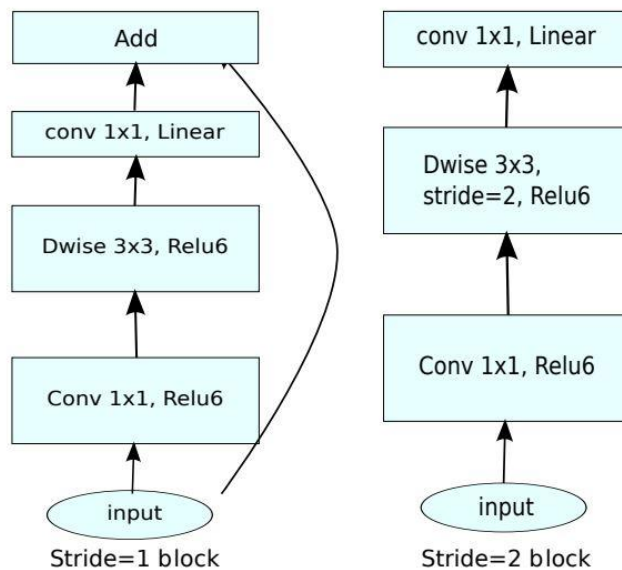 Add
conv 1x1, Linear
Dwise 3x3, Relu6
Conv 1x1, Relu6
input
Stride=1 block
conv 1x1, Linear
Dwise 3x3,
stride=2, Relu6
Conv 1x1, Relu6
input
Stride=2 block